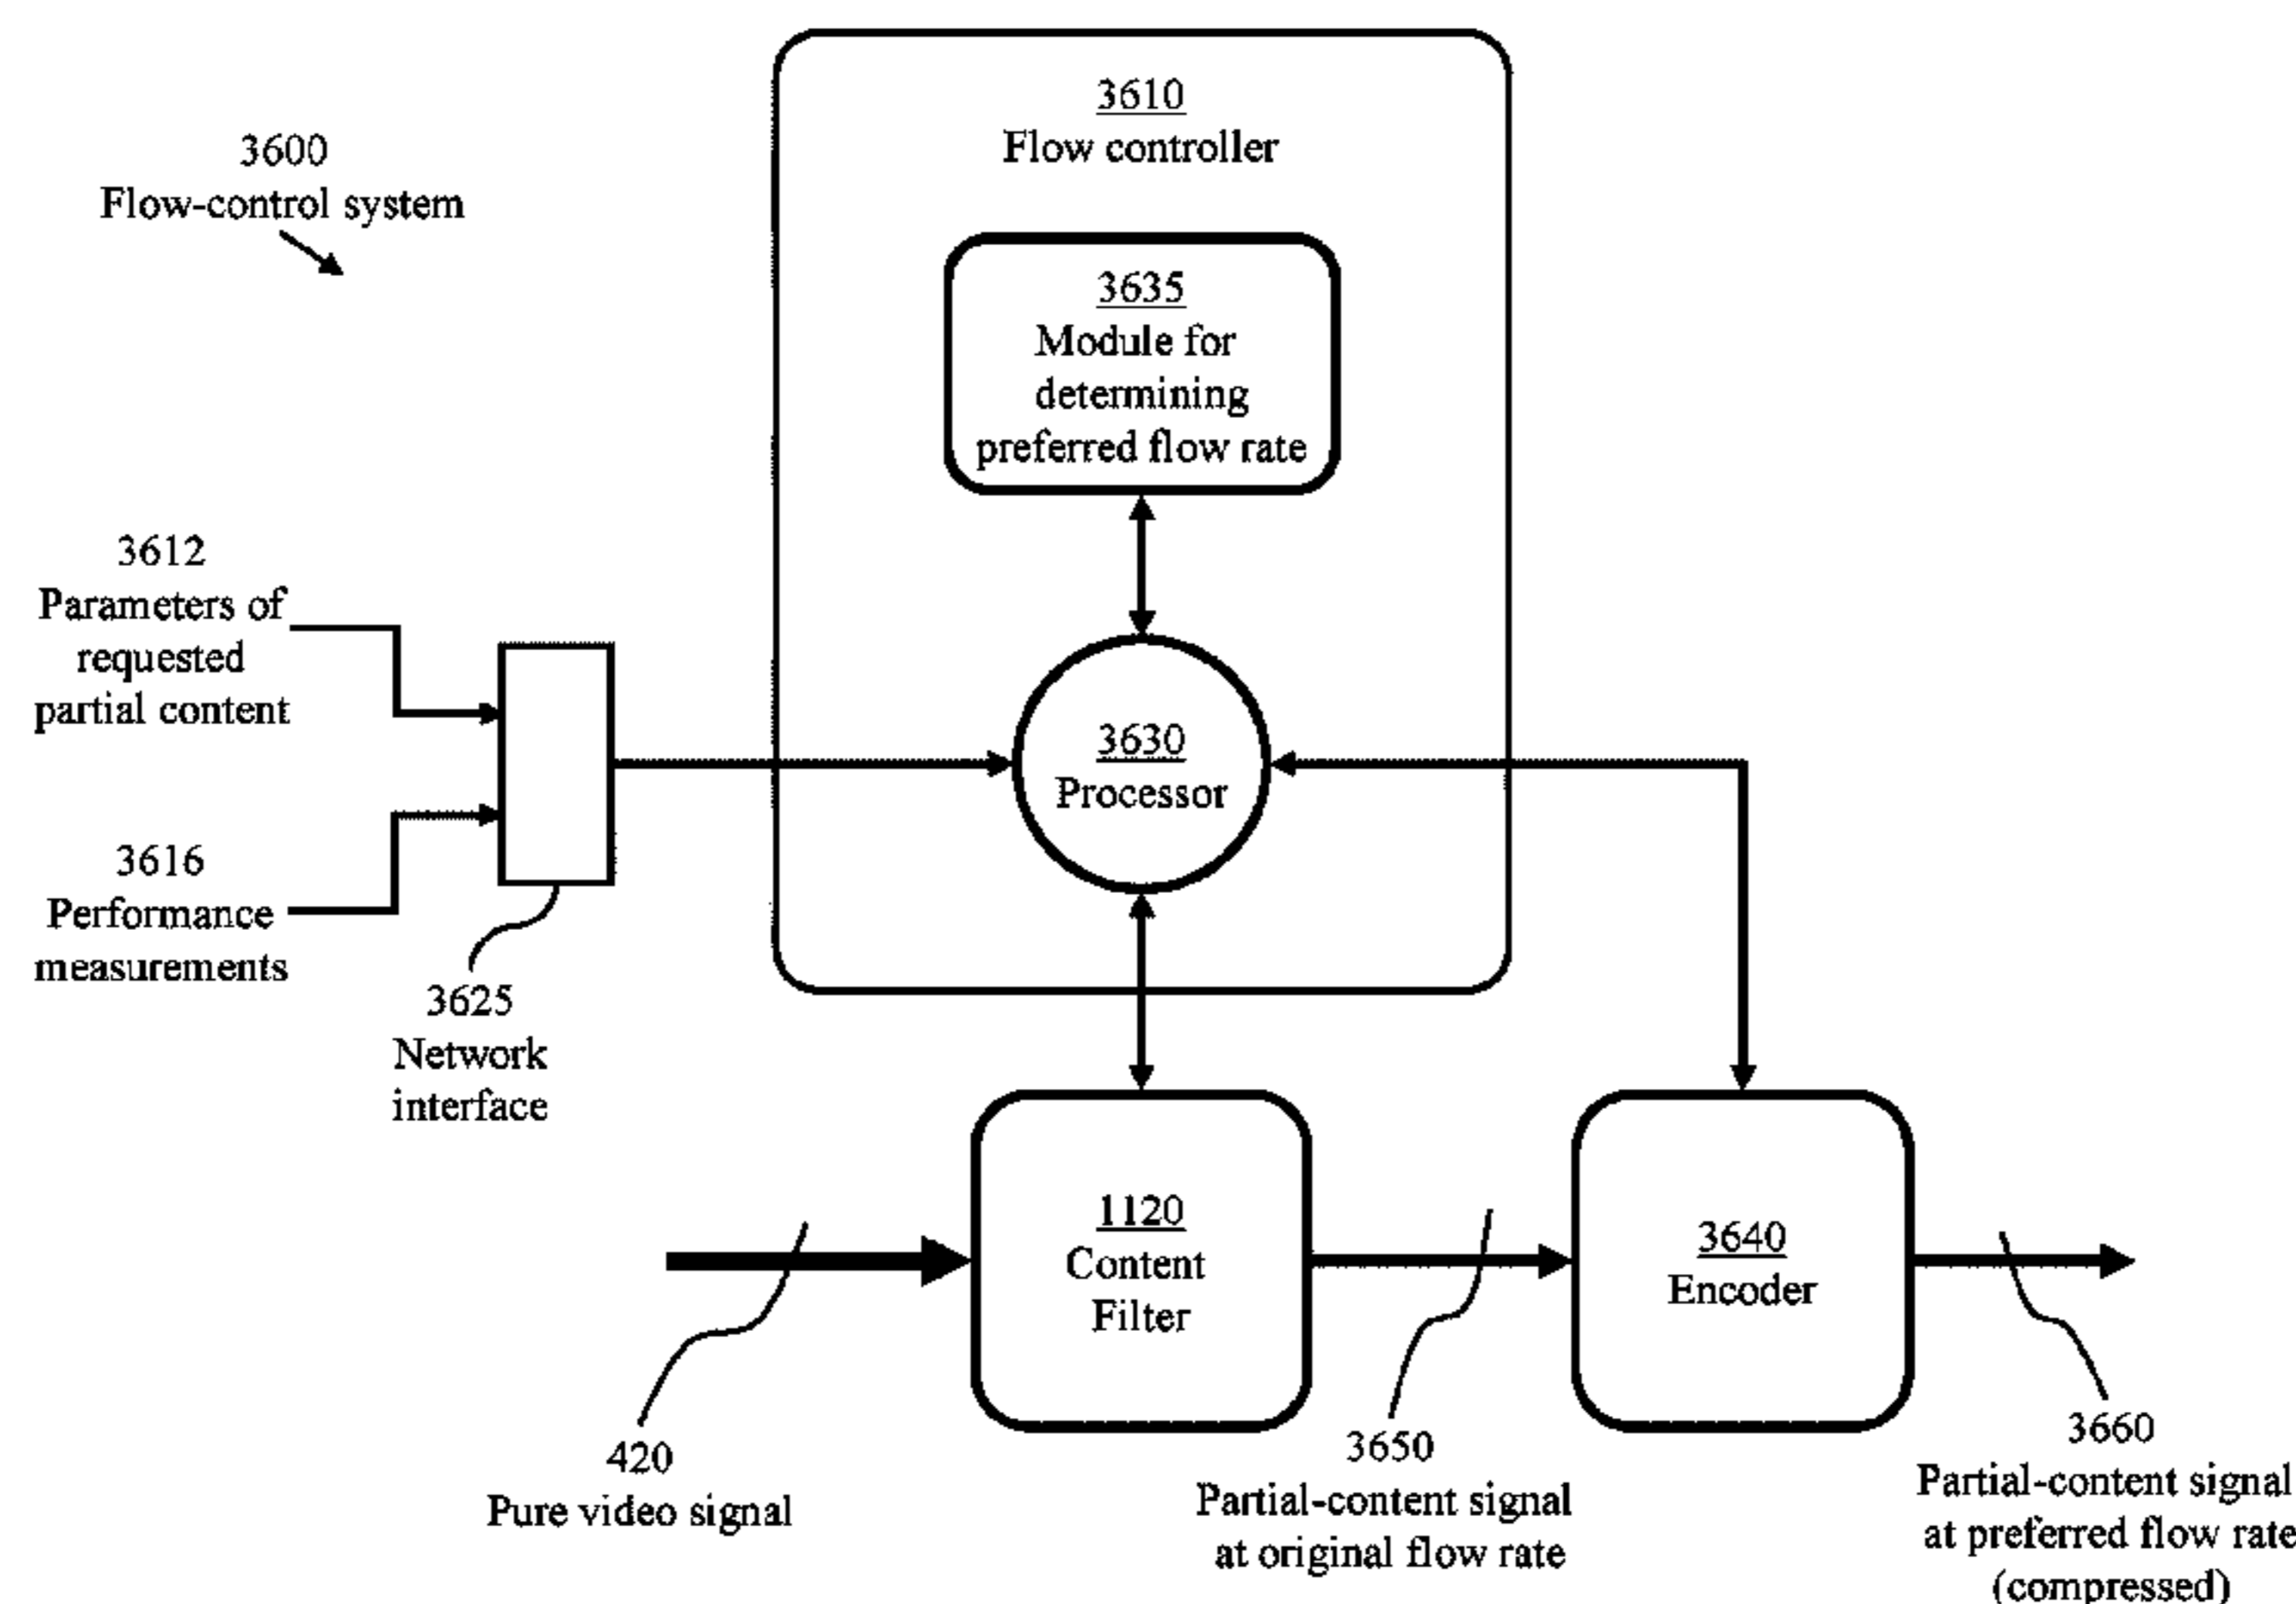 3600
Flow-control system
3610
Flow controller
3635
Module for
determining
preferred flow rate
3612
Parameters of
requested
partial content
3630
Processor
3616
Performance
measurements
3625
Network
interface
1120
Content
Filter
3640
Encoder
420
Pure video signal
3650
Partial-content signal
at original flow rate
3660
Partial-content signal
at preferred flow rate
(compressed)